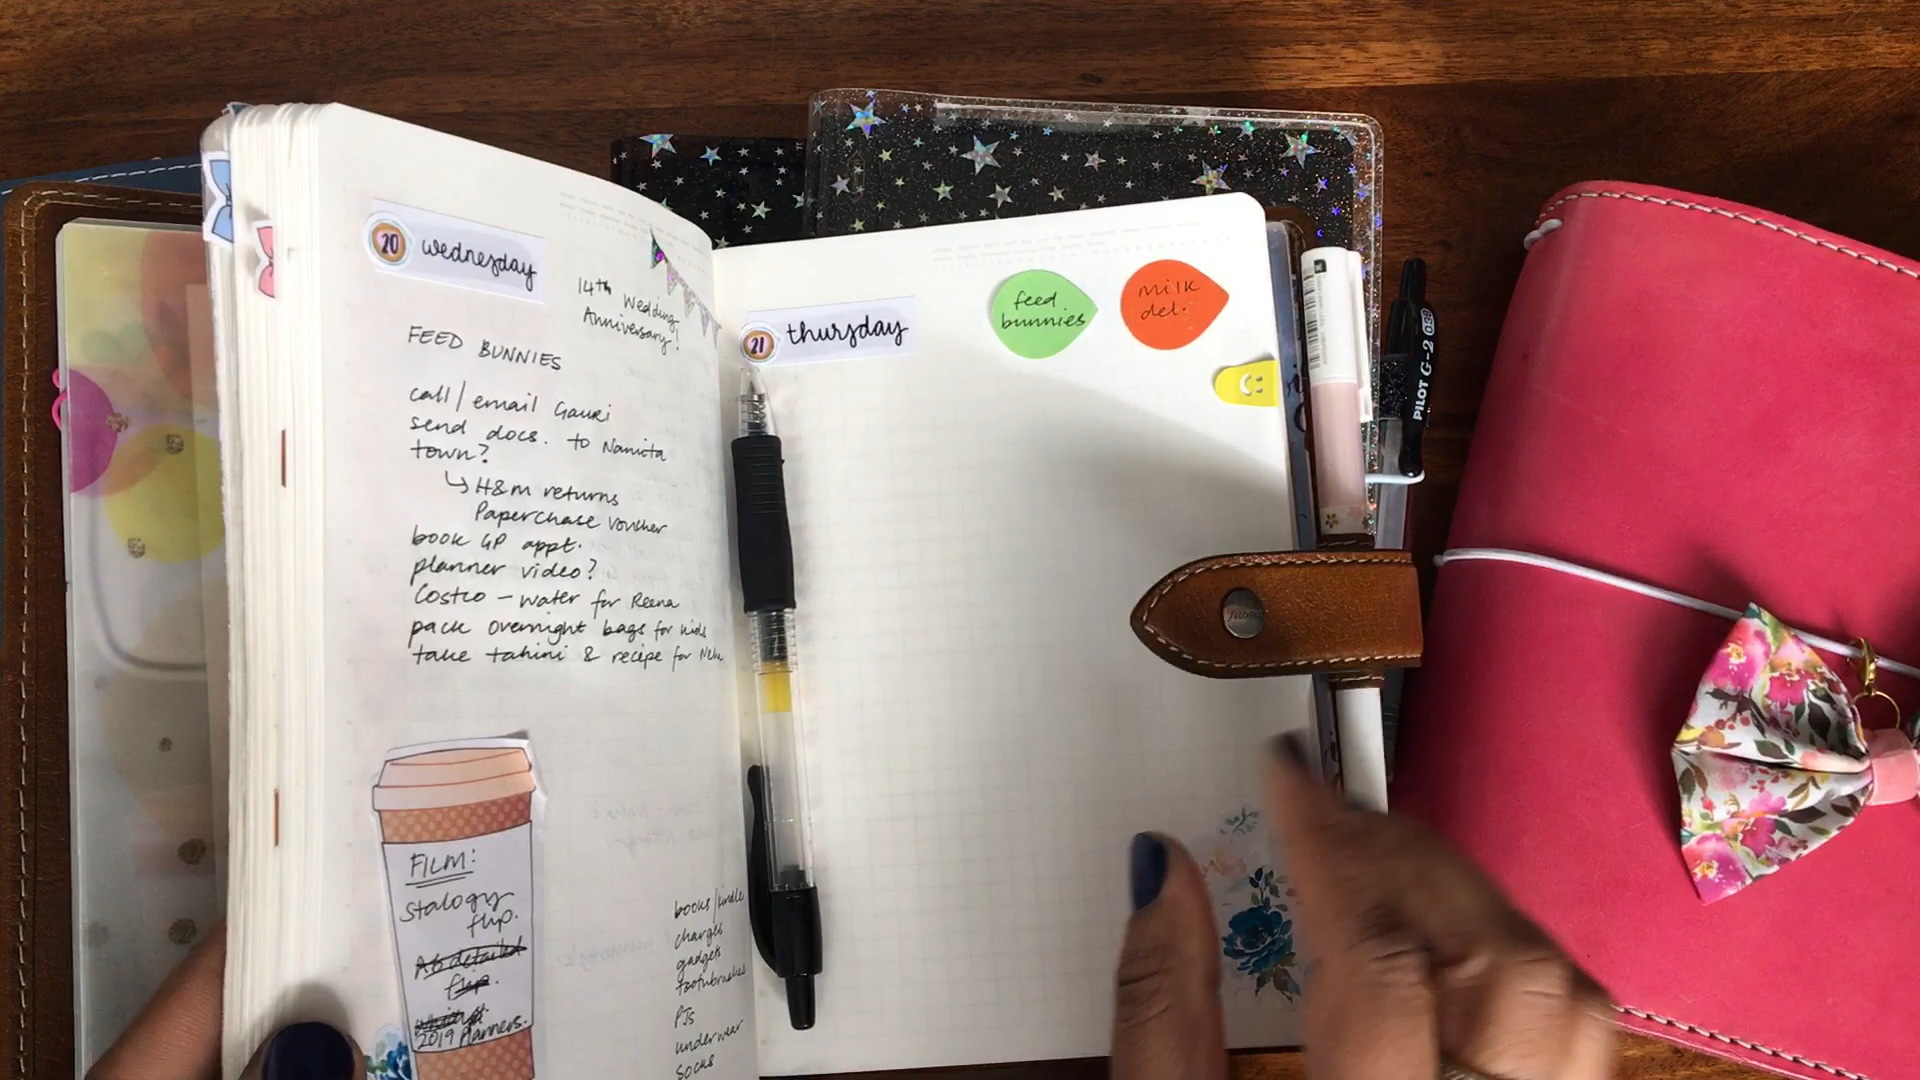 20 wednesday
14th Wedding
Anniversary!
FEED BUNNIES
call/email Gauri
send docs. to Namita
town?
↳ H&M returns
Paperchase voucher
book GP appt.
planner video?
Costco - water for Reena
pack overnight bags for kids
take tahini & recipe for Neha
FILM:
Stalogy
flip.
A6 detailed
flip.
2019 Planners.
books/kindle
charges
gadgets
toothbrushes
PJs
underwear
socks
21 thursday
feed
bunnies
milk
del.
PILOT G-2